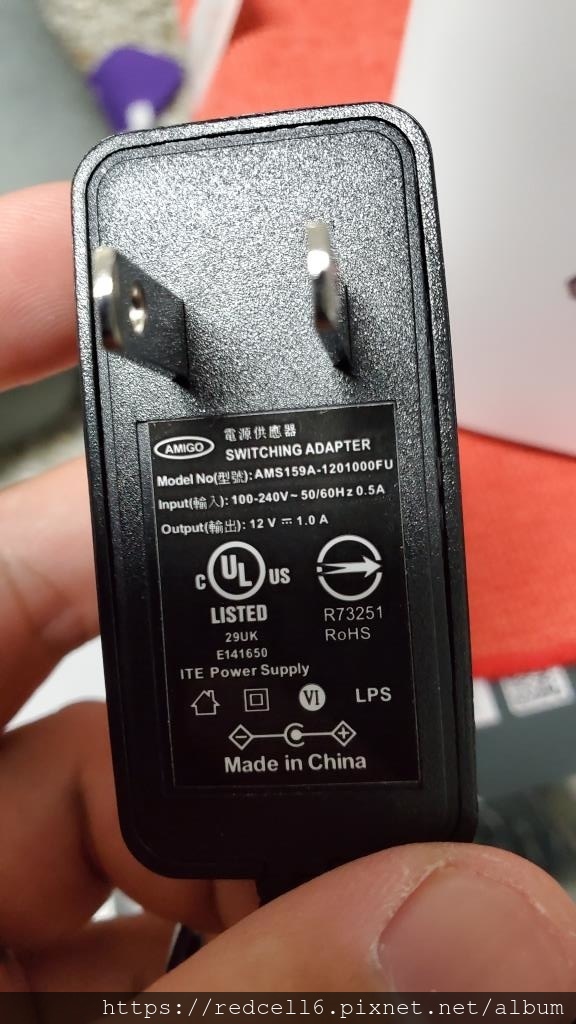 AMIGO
電源供應器
SWITCHING ADAPTER
Model No(型號): AMS159A-1201000FU
Input(輸入): 100-240V~ 50/60Hz 0.5A
Output(輸出): 12 V ⎓ 1.0 A
C UL US
LISTED
29UK
E141650
R73251
RoHS
ITE Power Supply
VI LPS
Made in China
https://redcell6.pixnet.net/album